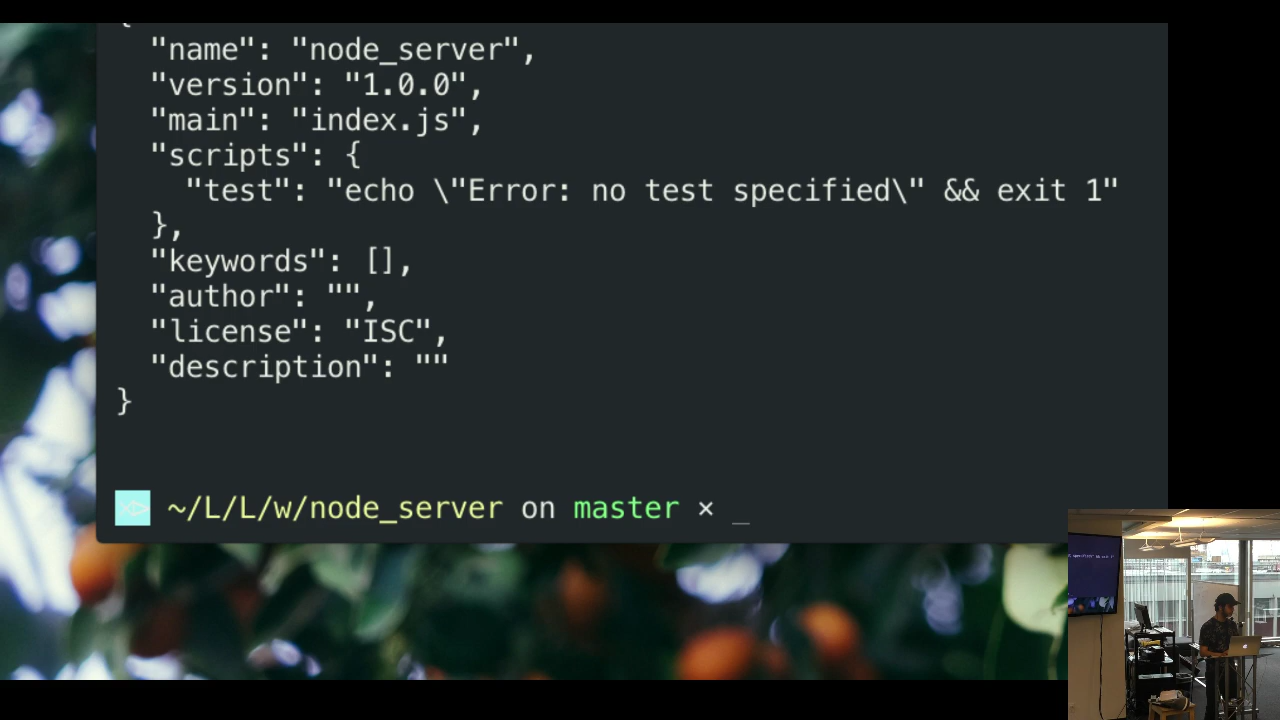 {
"name": "node_server",
"version": "1.0.0",
"main": "index.js",
"scripts": {
"test": "echo \"Error: no test specified\" && exit 1"
},
"keywords": [],
"author": "",
"license": "ISC",
"description": ""
}
~/L/L/w/node_server on master × _